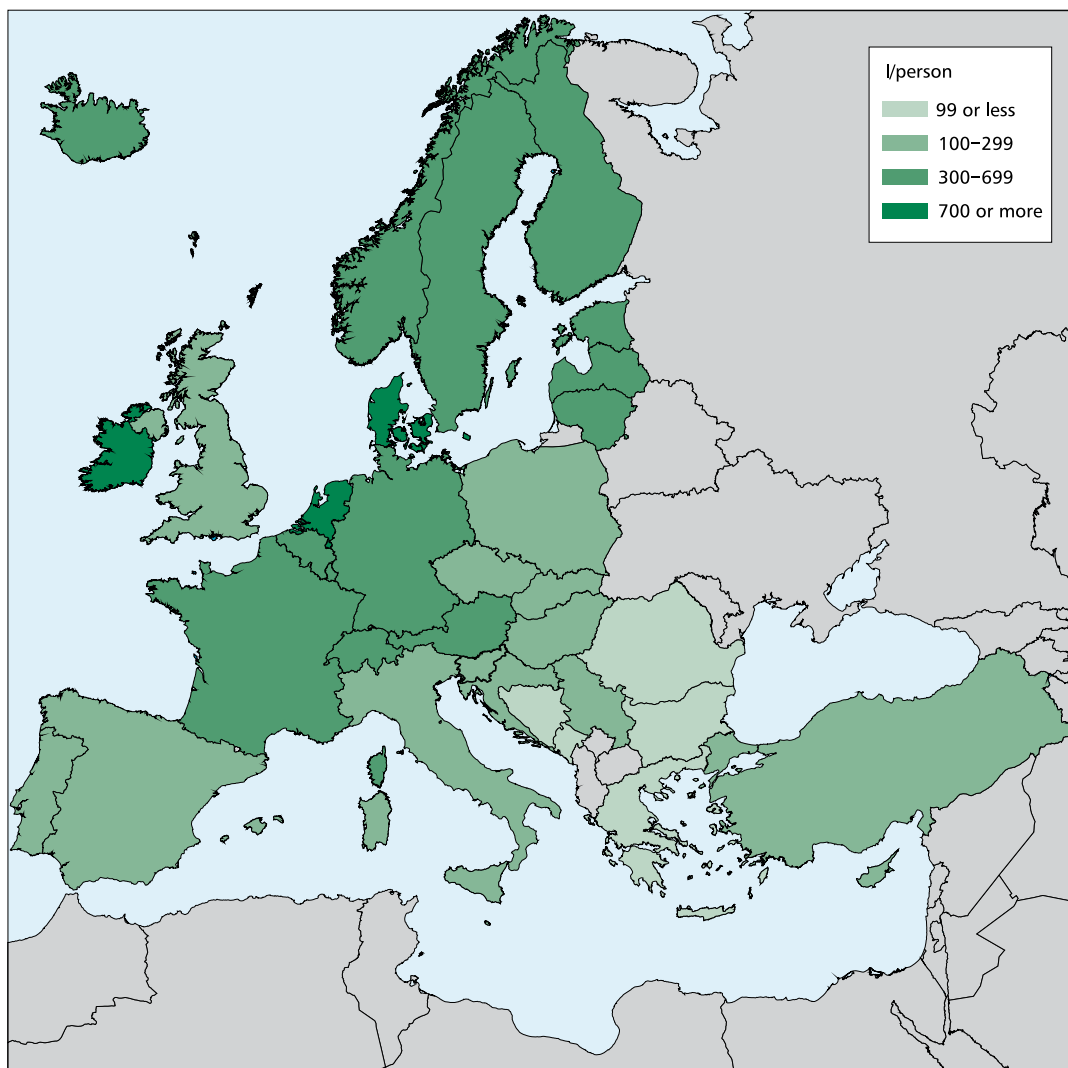 l/person
99 or less
100–299
300–699
700 or more